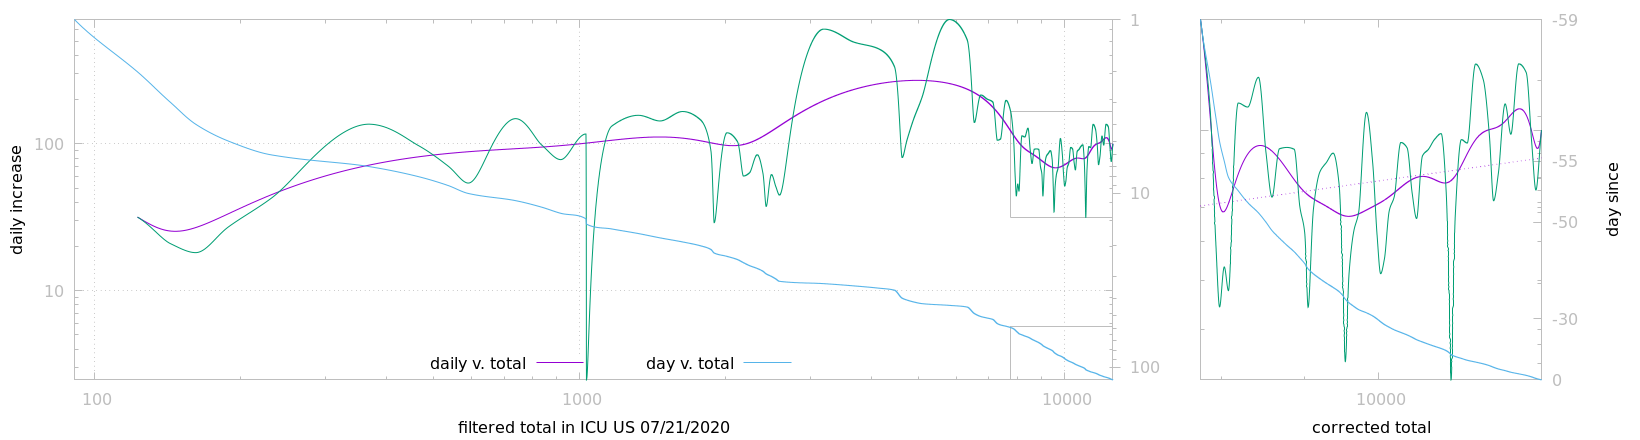 daily increase
100
10
daily v. total
day v. total
100
1000
10000
filtered total in ICU US 07/21/2020
1
10
100
10000
corrected total
-59
-55
-50
-30
0
day since